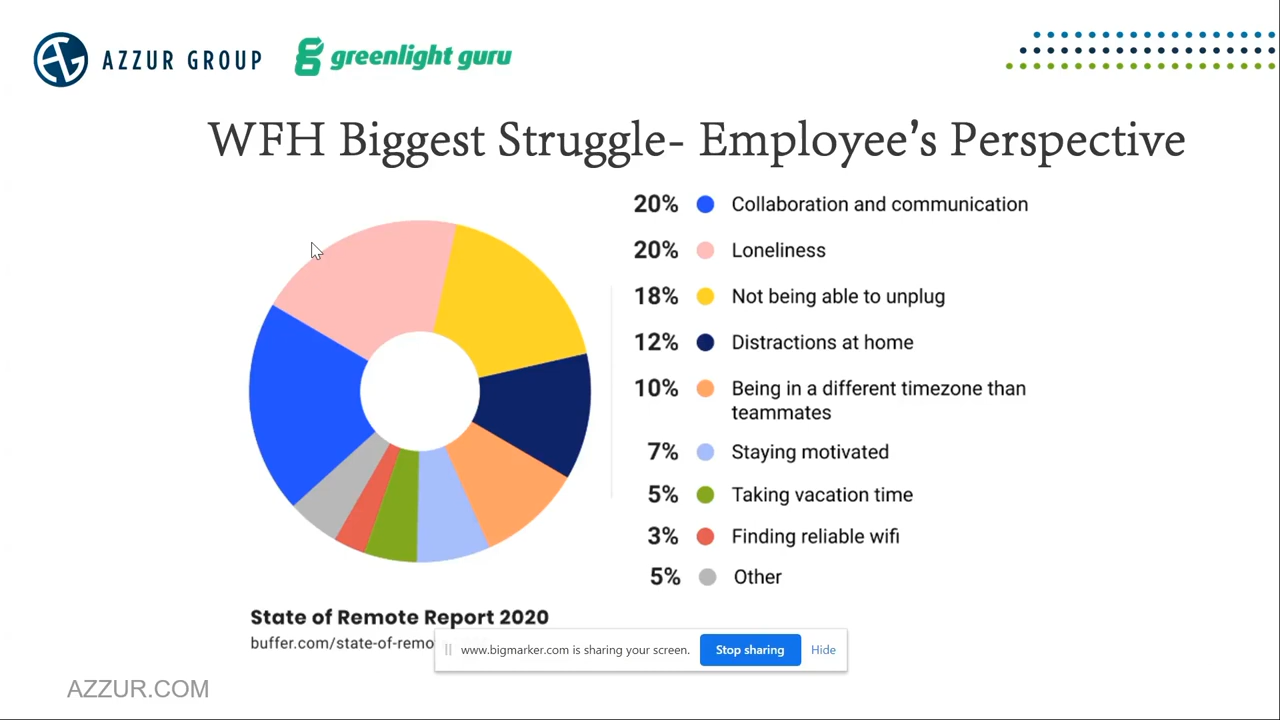 AZZUR GROUP
greenlight guru
WFH Biggest Struggle- Employee's Perspective
20% Collaboration and communication
20% Loneliness
18% Not being able to unplug
12% Distractions at home
10% Being in a different timezone than
teammates
7% Staying motivated
5% Taking vacation time
3% Finding reliable wifi
5% Other
State of Remote Report 2020
buffer.com/state-of-remo
www.bigmarker.com is sharing your screen.
Stop sharing
Hide
AZZUR.COM